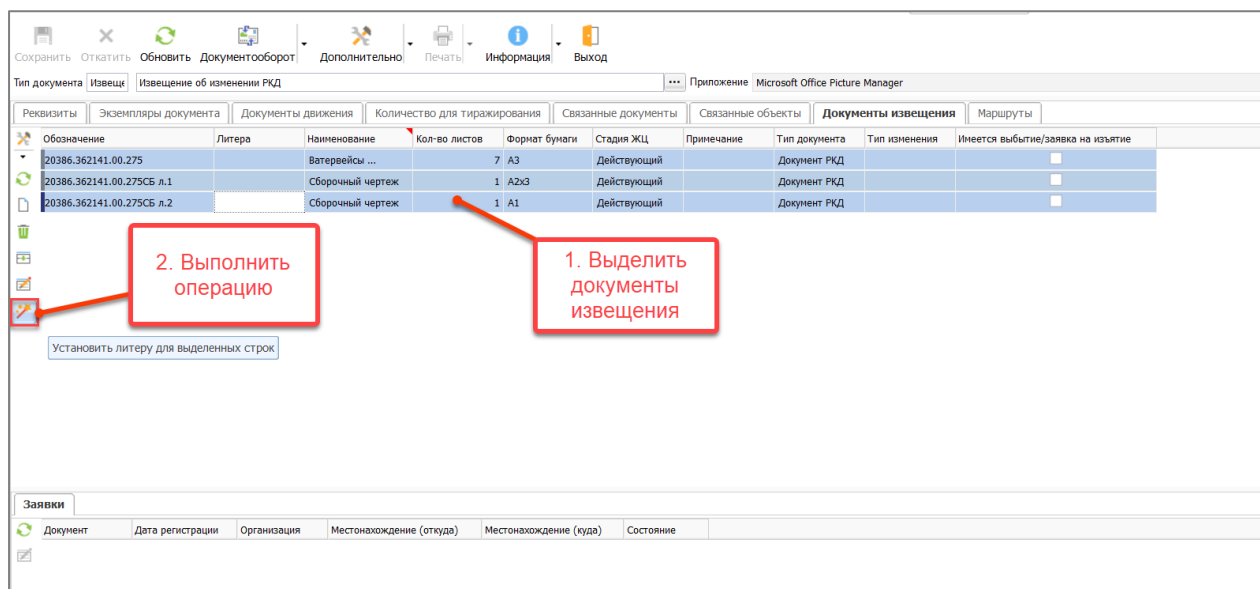 Сохранить Откатить Обновить Документооборот Дополнительно Печать Информация Выход
Тип документа Извеще Извещение об изменении РКД ... Приложение Microsoft Office Picture Manager
Реквизиты Экземпляры документа Документы движения Количество для тиражирования Связанные документы Связанные объекты Документы извещения Маршруты
Обозначение Литера Наименование Кол-во листов Формат бумаги Стадия ЖЦ Примечание Тип документа Тип изменения Имеется выбытие/заявка на изъятие
20386.362141.00.275 Ватервейсы ... 7 А3 Действующий Документ РКД
20386.362141.00.275СБ л.1 Сборочный чертеж 1 А2х3 Действующий Документ РКД
20386.362141.00.275СБ л.2 Сборочный чертеж 1 А1 Действующий Документ РКД
2. Выполнить
операцию
1. Выделить
документы
извещения
Установить литеру для выделенных строк
Заявки
Документ Дата регистрации Организация Местонахождение (откуда) Местонахождение (куда) Состояние